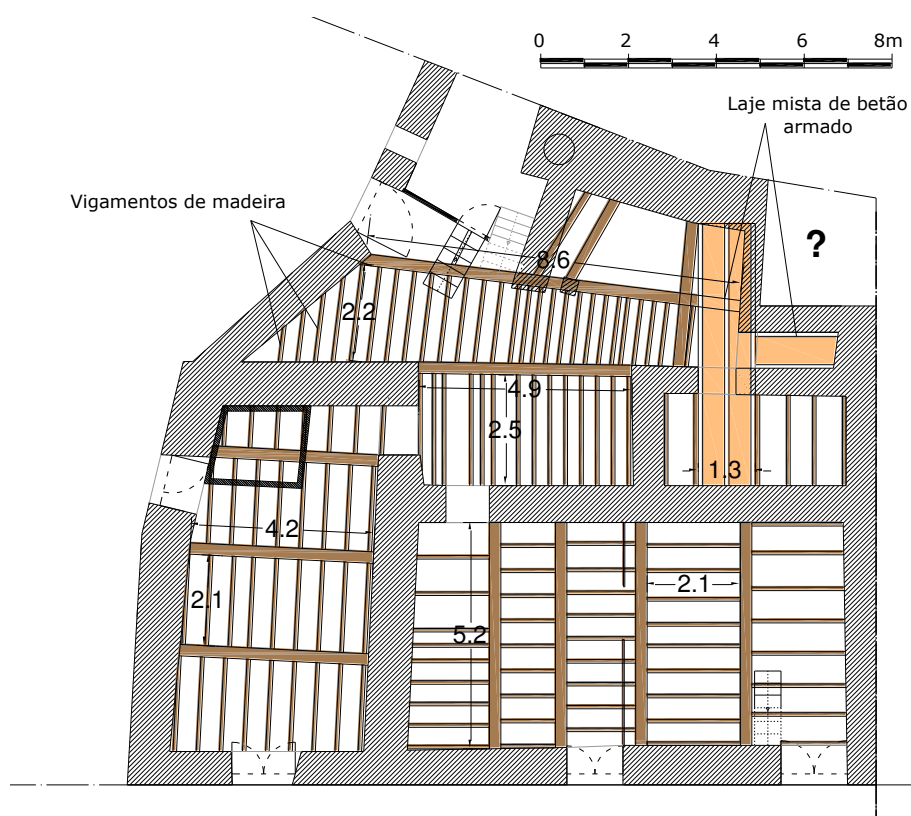 0 2 4 6 8m
Laje mista de betão
armado
Vigamentos de madeira
?
8.6
2.2
4.9
2.5
1.3
4.2
2.1
2.1
5.2